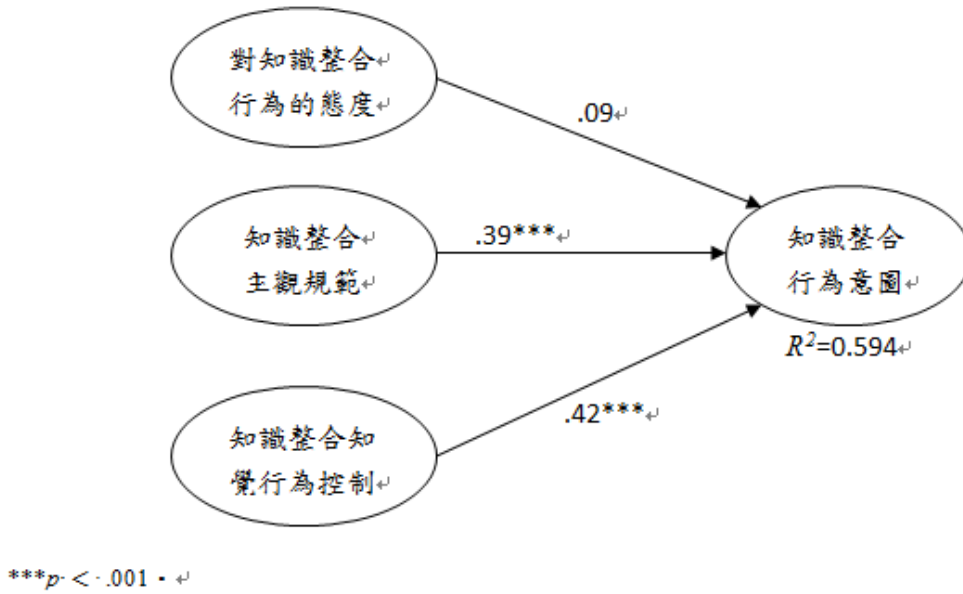 對知識整合
行為的態度
.09
知識整合
主觀規範
.39***
知識整合
行為意圖
R²=0.594
.42***
知識整合知
覺行為控制
***p < .001。